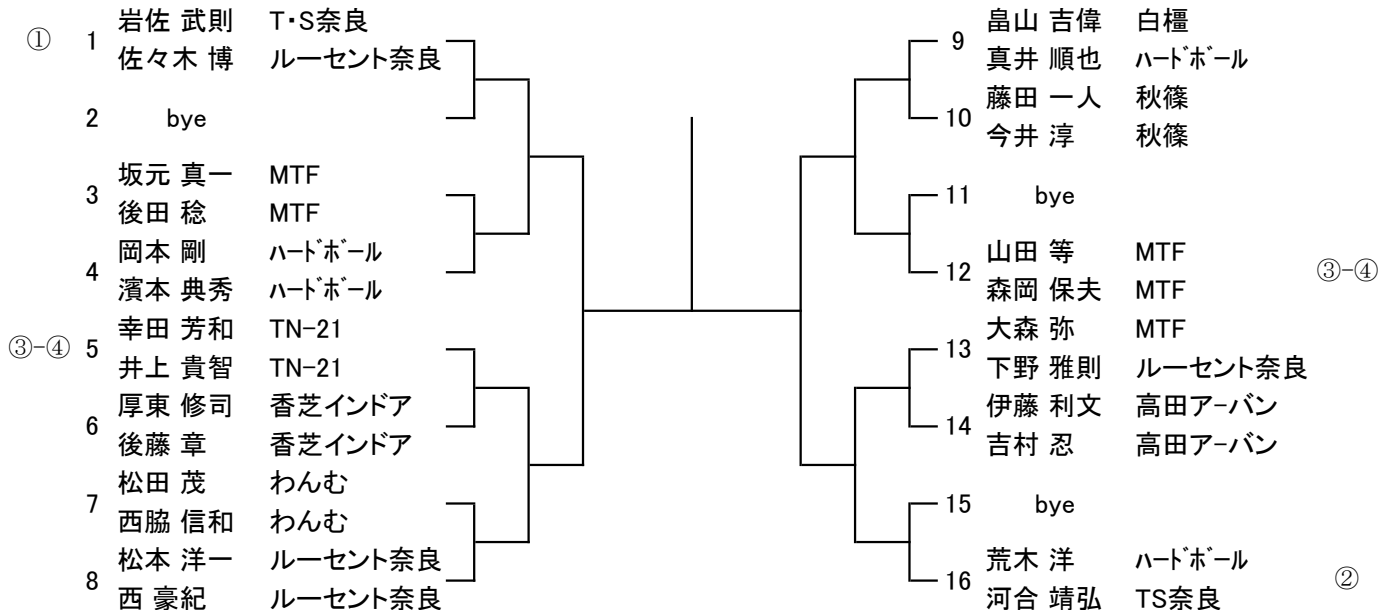 岩佐 武則 T・S奈良
① 1
佐々木 博 ルーセント奈良
2 bye
坂元 真一 MTF
3
後田 稔 MTF
岡本 剛 ﾊｰﾄﾞﾎﾞｰﾙ
4
濱本 典秀 ﾊｰﾄﾞﾎﾞｰﾙ
幸田 芳和 TN-21
③-④ 5
井上 貴智 TN-21
厚東 修司 香芝インドア
6
後藤 章 香芝インドア
松田 茂 わんむ
7
西脇 信和 わんむ
松本 洋一 ルーセント奈良
8
西 豪紀 ルーセント奈良
畠山 吉偉 白橿
9
真井 順也 ﾊｰﾄﾞﾎﾞｰﾙ
藤田 一人 秋篠
10
今井 淳 秋篠
11 bye
山田 等 MTF
12 ③-④
森岡 保夫 MTF
大森 弥 MTF
13
下野 雅則 ルーセント奈良
伊藤 利文 高田アｰバン
14
吉村 忍 高田アｰバン
15 bye
荒木 洋 ﾊｰﾄﾞﾎﾞｰﾙ
16 ②
河合 靖弘 TS奈良